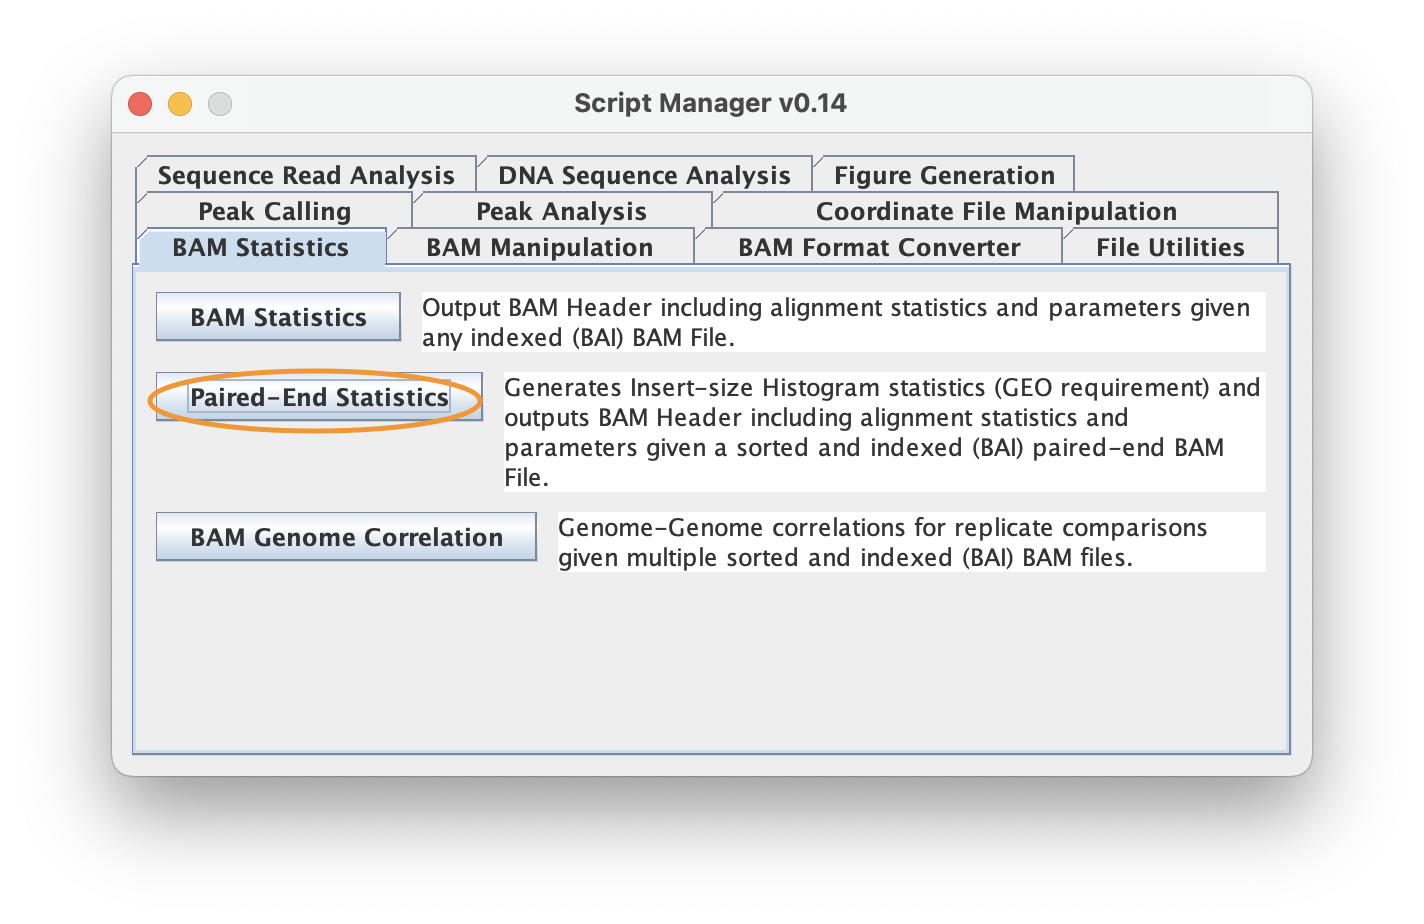 Script Manager v0.14
Sequence Read Analysis
DNA Sequence Analysis
Figure Generation
Peak Calling
Peak Analysis
Coordinate File Manipulation
BAM Statistics
BAM Manipulation
BAM Format Converter
File Utilities
BAM Statistics
Output BAM Header including alignment statistics and parameters given
any indexed (BAI) BAM File.
Paired-End Statistics
Generates Insert-size Histogram statistics (GEO requirement) and
outputs BAM Header including alignment statistics and
parameters given a sorted and indexed (BAI) paired-end BAM
File.
BAM Genome Correlation
Genome-Genome correlations for replicate comparisons
given multiple sorted and indexed (BAI) BAM files.